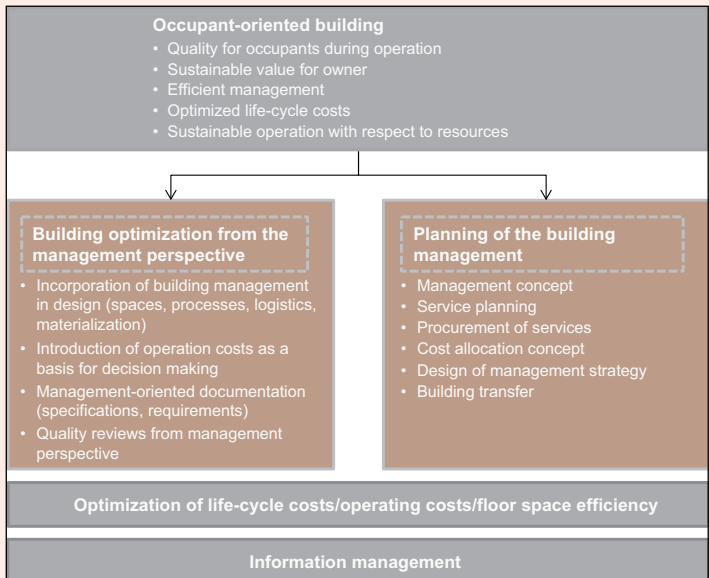 Occupant-oriented building
• Quality for occupants during operation
• Sustainable value for owner
• Efficient management
• Optimized life-cycle costs
• Sustainable operation with respect to resources
Building optimization from the
management perspective
• Incorporation of building management
in design (spaces, processes, logistics,
materialization)
• Introduction of operation costs as a
basis for decision making
• Management-oriented documentation
(specifications, requirements)
• Quality reviews from management
perspective
Planning of the building
management
• Management concept
• Service planning
• Procurement of services
• Cost allocation concept
• Design of management strategy
• Building transfer
Optimization of life-cycle costs/operating costs/floor space efficiency
Information management